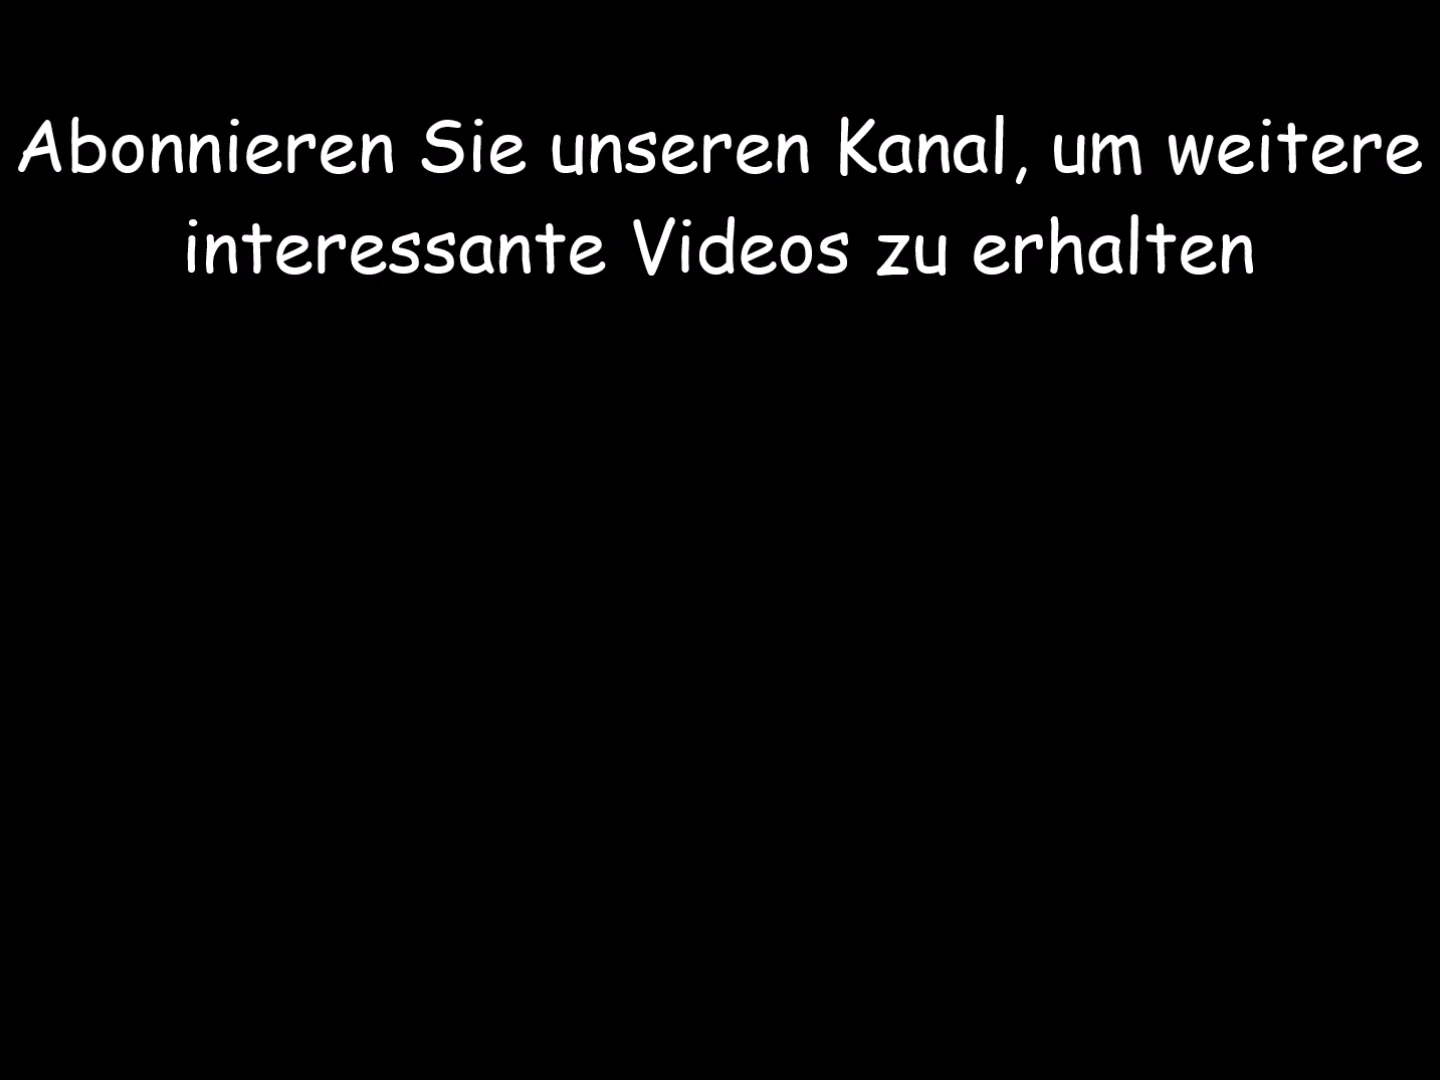 Abonnieren Sie unseren Kanal, um weitere
interessante Videos zu erhalten